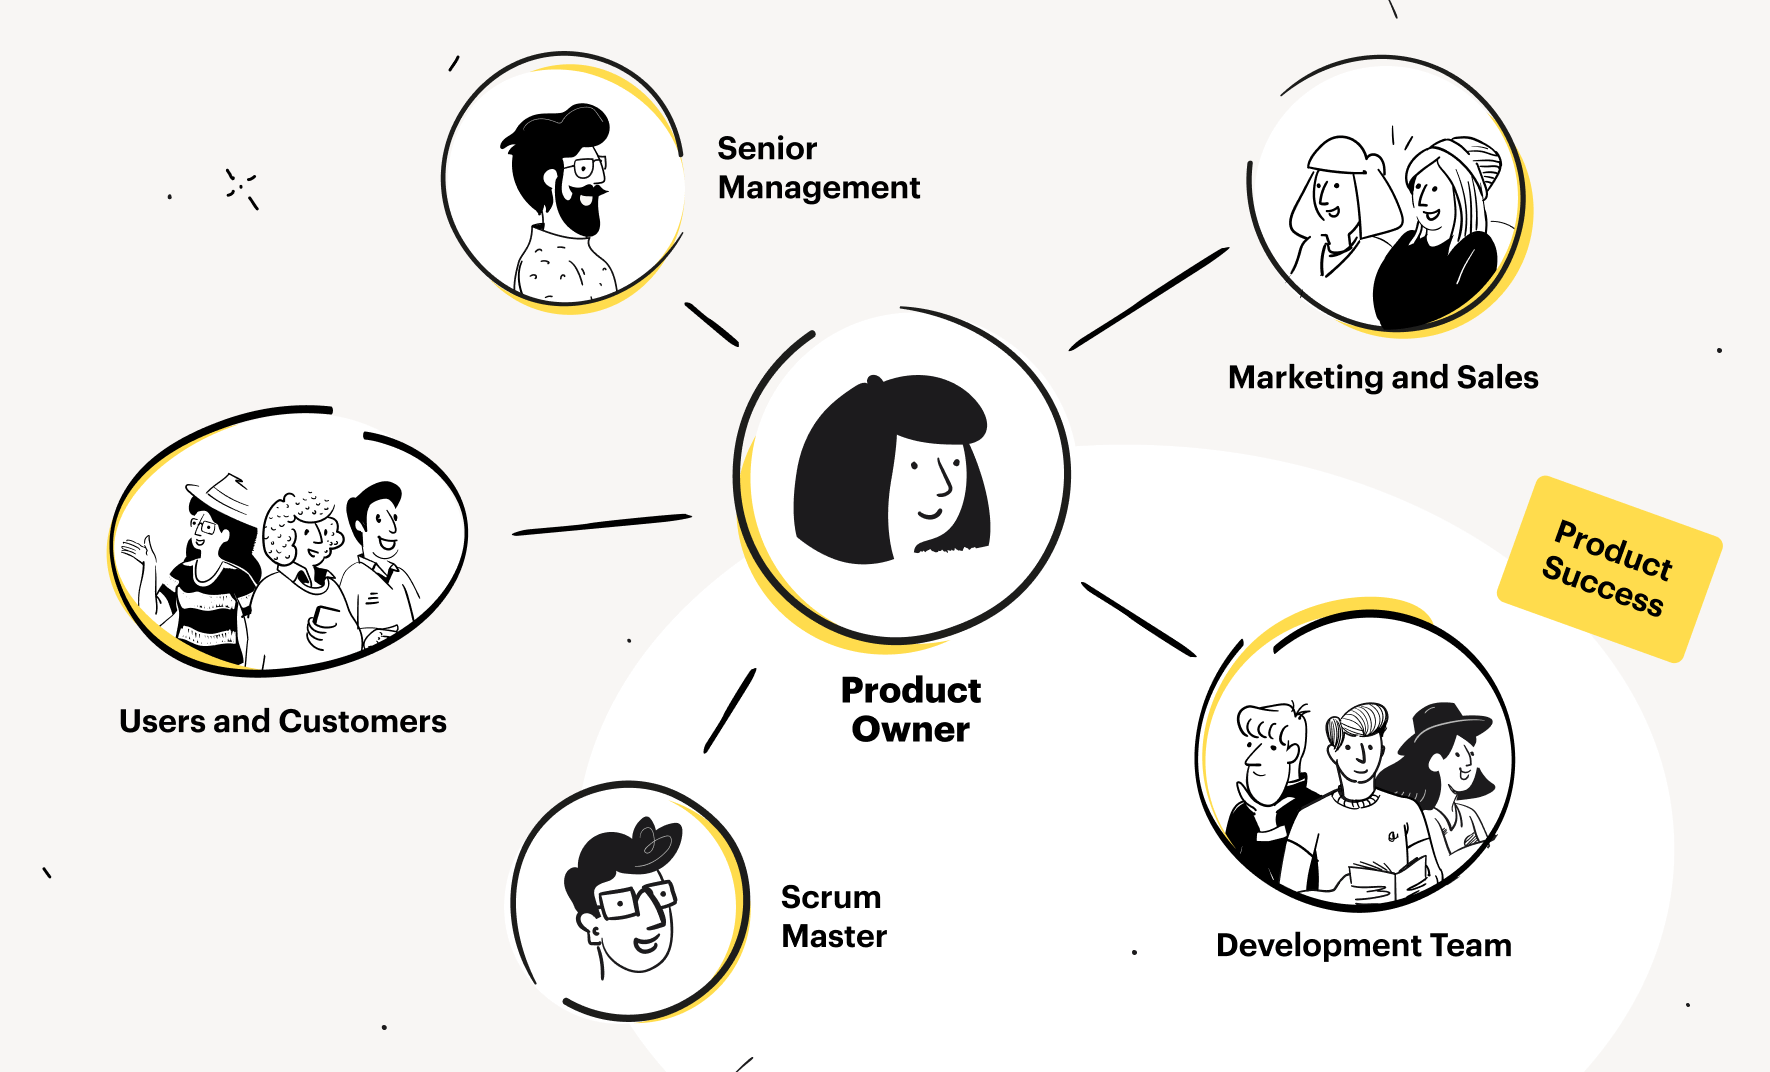 Senior
Management
Marketing and Sales
Product
Success
Users and Customers
Product
Owner
Scrum
Master
Development Team